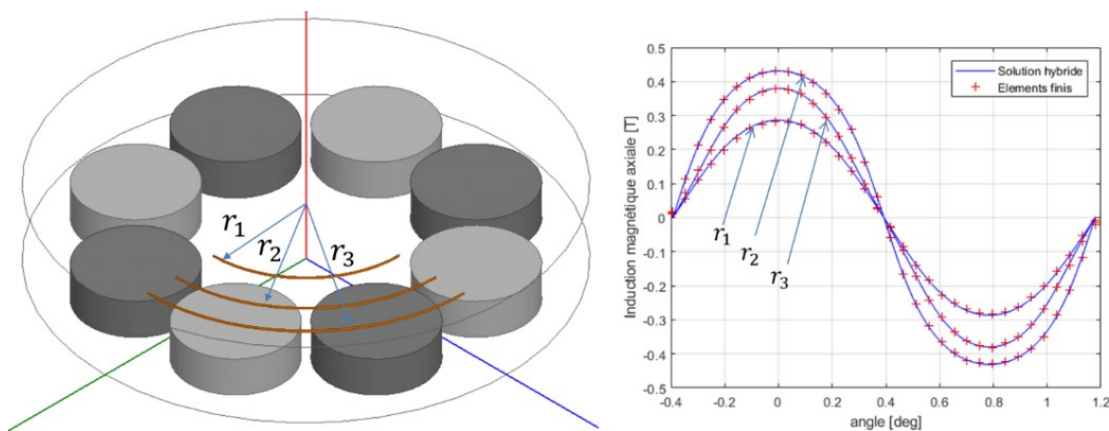 r₁
r₂
r₃
Solution hybride
Elements finis
Induction magnétique axiale [T]
0.5
0.4
0.3
0.2
0.1
0
-0.1
-0.2
-0.3
-0.4
-0.5
r₁
r₂
r₃
-0.4 -0.2 0 0.2 0.4 0.6 0.8 1 1.2
angle [deg]